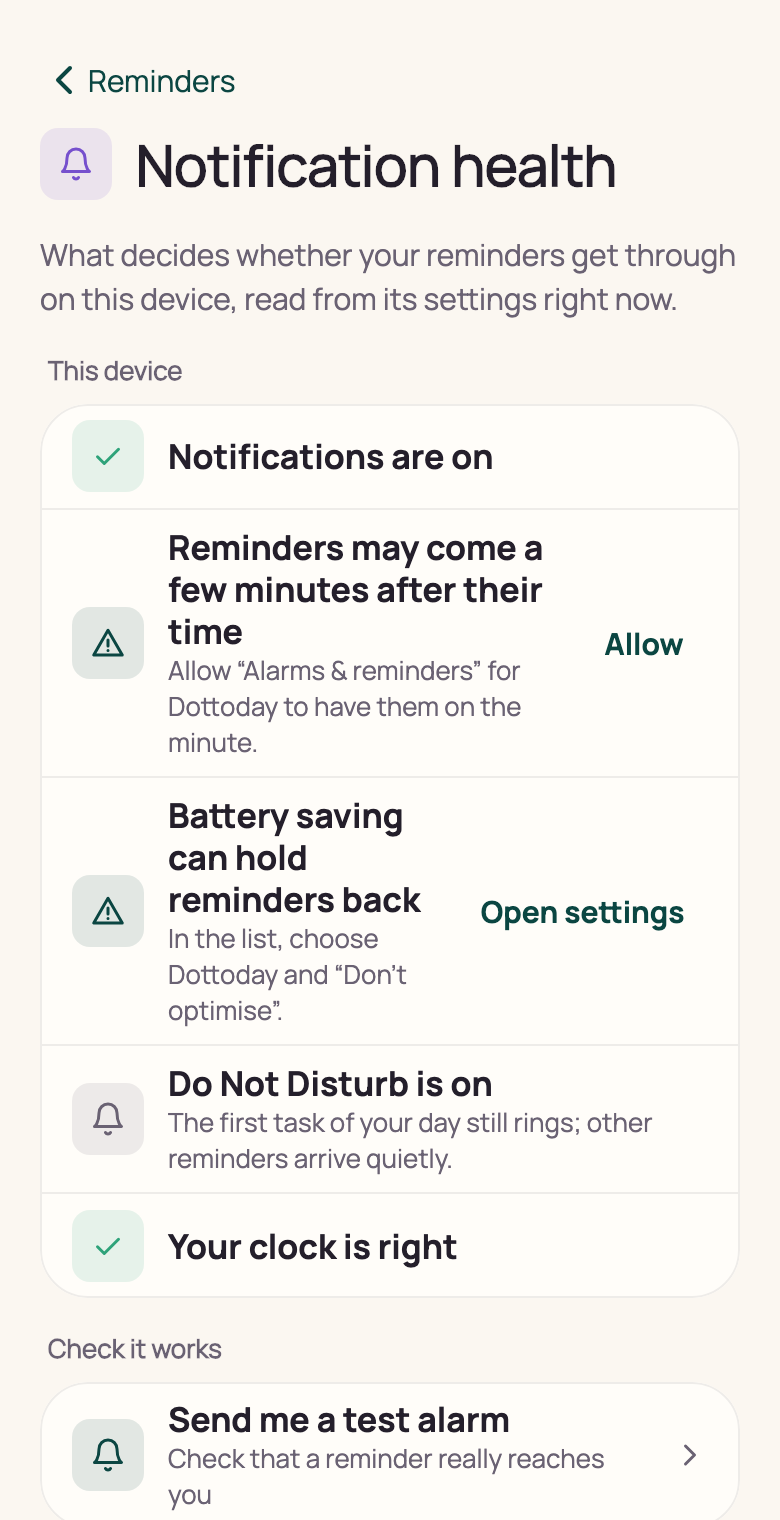 Reminders
Notification health
What decides whether your reminders get through
on this device, read from its settings right now.
This device
Notifications are on
Reminders may come a
few minutes after their
time
Allow “Alarms & reminders” for
Dottoday to have them on the
minute.
Allow
Battery saving
can hold
reminders back
In the list, choose
Dottoday and “Don’t
optimise”.
Open settings
Do Not Disturb is on
The first task of your day still rings; other
reminders arrive quietly.
Your clock is right
Check it works
Send me a test alarm
Check that a reminder really reaches
you